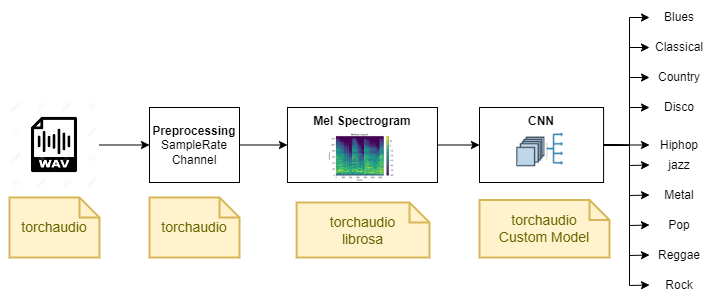 WAV
torchaudio
Preprocessing
SampleRate
Channel
torchaudio
Mel Spectrogram
torchaudio
librosa
CNN
torchaudio
Custom Model
Blues
Classical
Country
Disco
Hiphop
jazz
Metal
Pop
Reggae
Rock